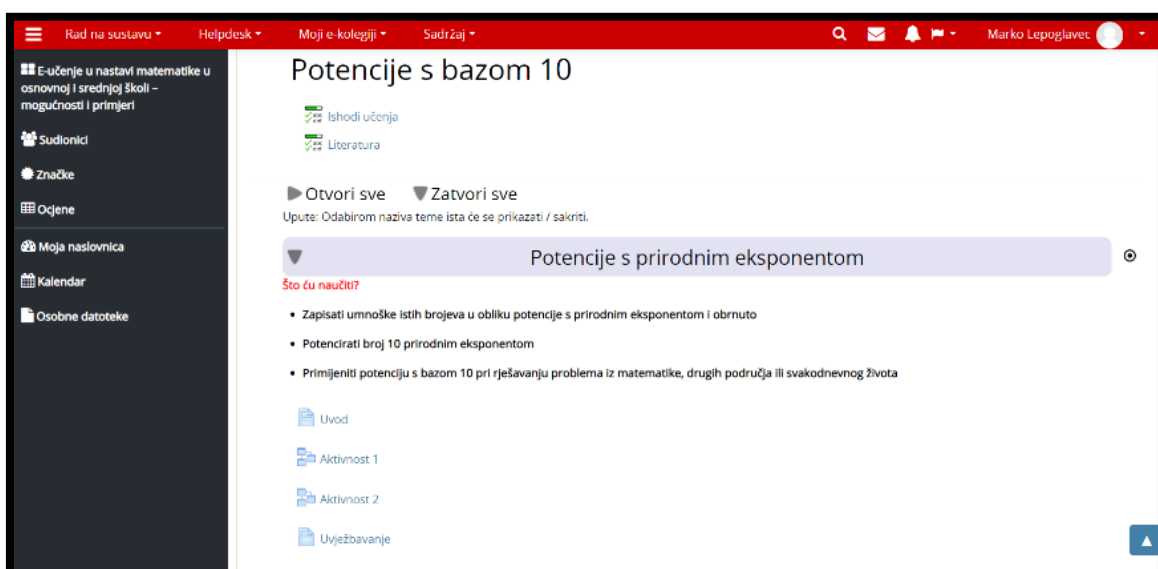 Rad na sustavu Helpdesk Moji e-kolegiji Sadržaj Marko Lepoglavec
E-učenje u nastavi matematike u
osnovnoj i srednjoj školi –
mogućnosti i primjeri
Sudionici
Značke
Ocjene
Moja naslovnica
Kalendar
Osobne datoteke
Potencije s bazom 10
Ishodi učenja
Literatura
Otvori sve Zatvori sve
Upute: Odabirom naziva teme ista će se prikazati / sakriti.
Potencije s prirodnim eksponentom
Što ću naučiti?
• Zapisati umnoške istih brojeva u obliku potencije s prirodnim eksponentom i obrnuto
• Potencirati broj 10 prirodnim eksponentom
• Primijeniti potenciju s bazom 10 pri rješavanju problema iz matematike, drugih područja ili svakodnevnog života
Uvod
Aktivnost 1
Aktivnost 2
Uvježbavanje